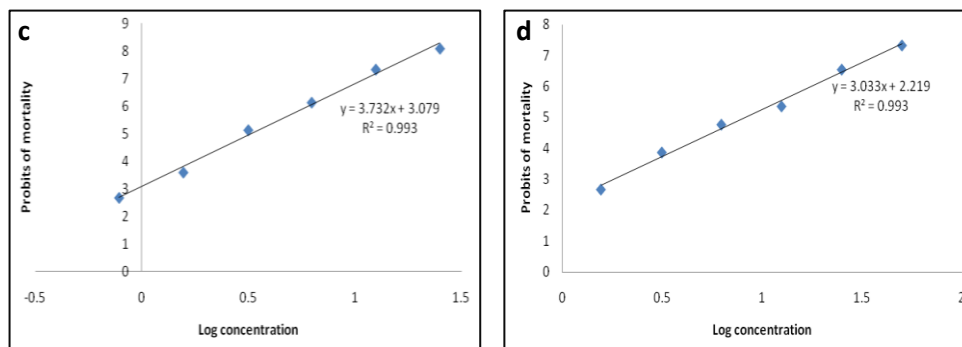 c
Probits of mortality
9
8
7
6
5
4
3
2
1
0
y = 3.732x + 3.079
R² = 0.993
-0.5
0
0.5
1
1.5
Log concentration
d
Probits of mortality
8
7
6
5
4
3
2
1
0
y = 3.033x + 2.219
R² = 0.993
0
0.5
1
1.5
2
Log concentration